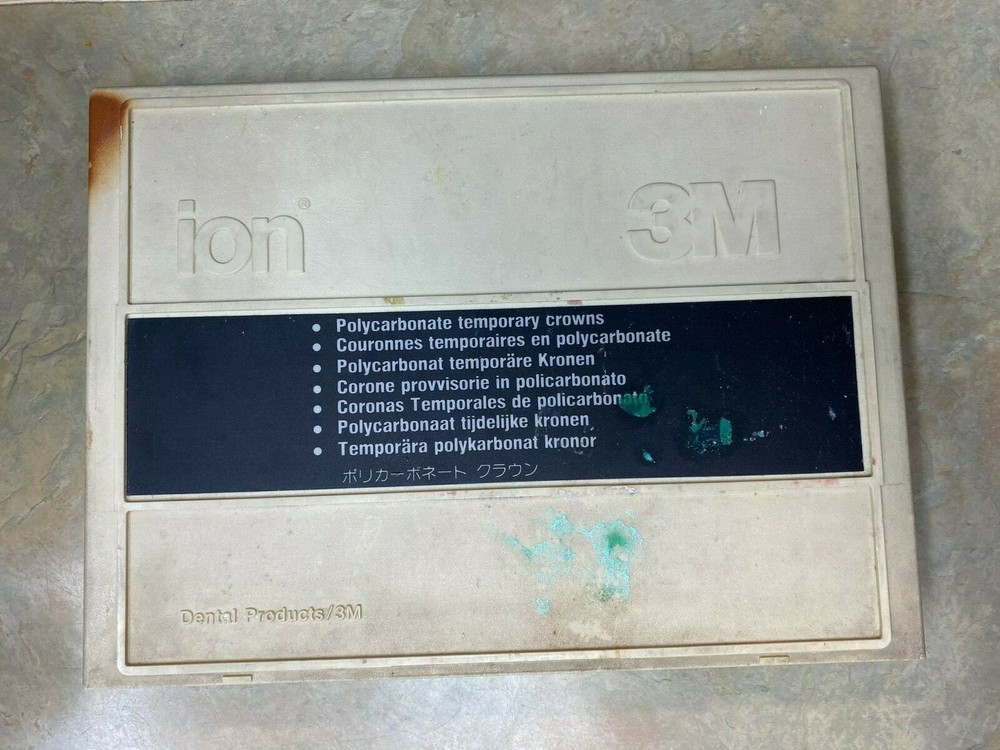 ion®
3M
• Polycarbonate temporary crowns
• Couronnes temporaires en polycarbonate
• Polycarbonat temporäre Kronen
• Corone provvisorie in policarbonato
• Coronas Temporales de policarbonato
• Polycarbonaat tijdelijke kronen
• Temporära polykarbonat kronor
ポリカーボネート クラウン
Dental Products/3M